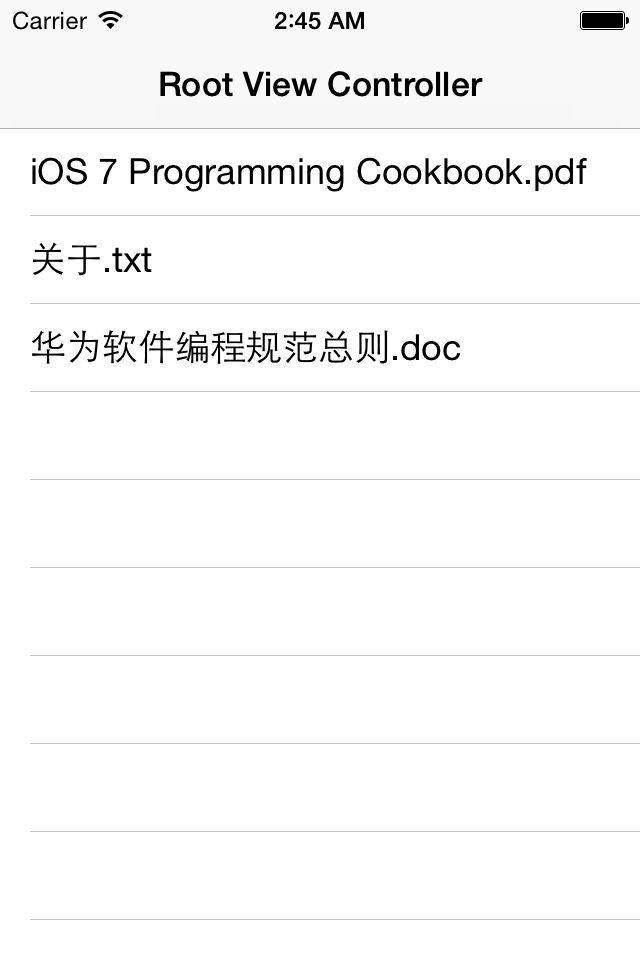 Carrier 2:45 AM
Root View Controller
iOS 7 Programming Cookbook.pdf
关于.txt
华为软件编程规范总则.doc